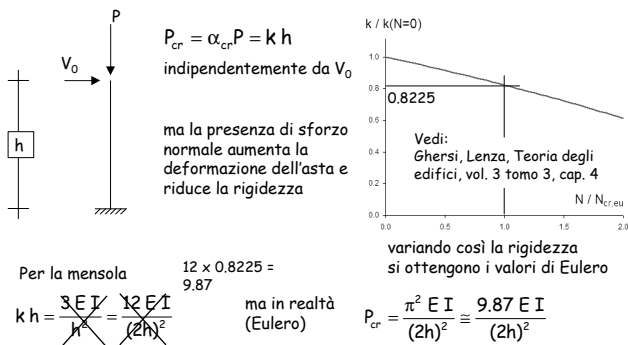 P
V₀
h
P_cr = α_cr P = k h
indipendentemente da V₀
ma la presenza di sforzo
normale aumenta la
deformazione dell'asta e
riduce la rigidezza
k / k(N=0)
1.0
0.8
0.6
0.4
0.2
0.0
0.8225
Vedi:
Ghersi, Lenza, Teoria degli
edifici, vol. 3 tomo 3, cap. 4
N / N_cr,eu
0.0
0.5
1.0
1.5
2.0
variando così la rigidezza
si ottengono i valori di Eulero
Per la mensola
12 x 0.8225 =
9.87
k h = 3 E I / h² = 12 E I / (2h)²
ma in realtà
(Eulero)
P_cr = π² E I / (2h)² ≅ 9.87 E I / (2h)²